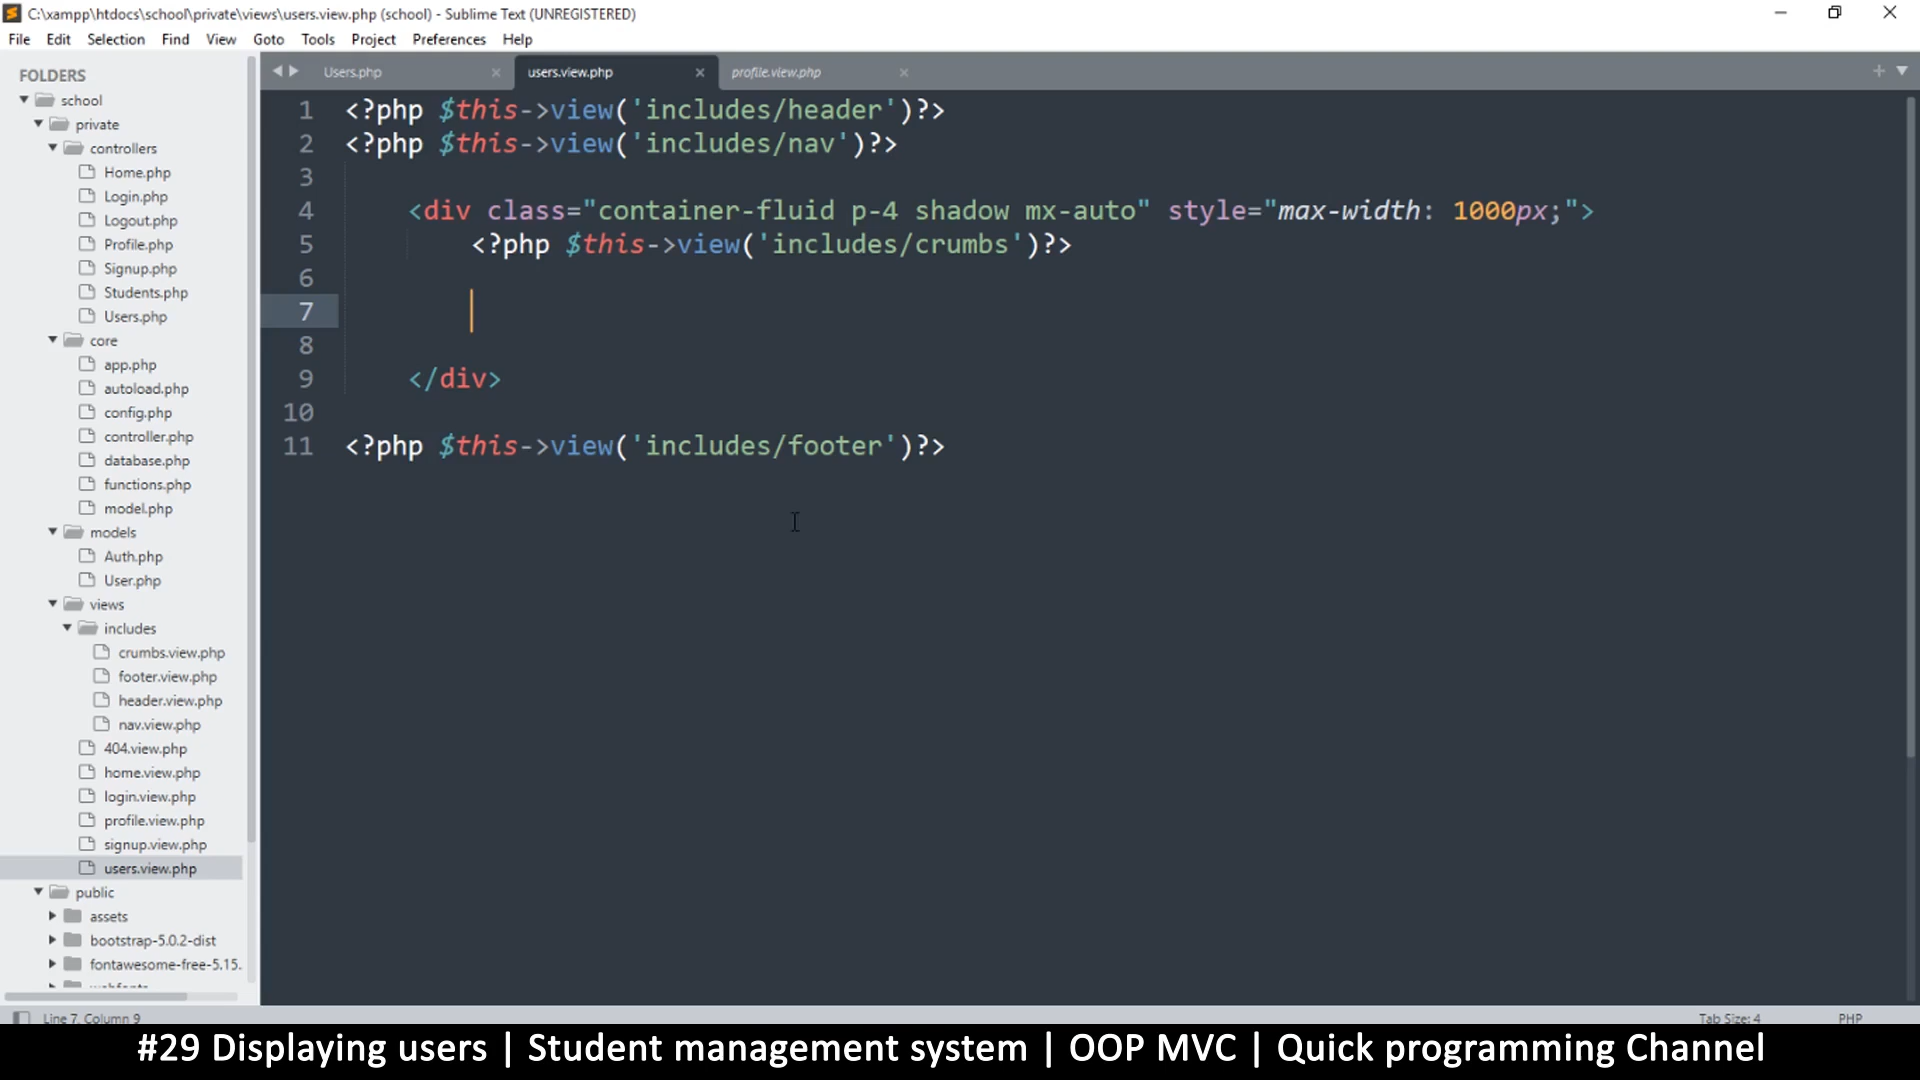 C:\xampp\htdocs\school\private\views\users.view.php (school) - Sublime Text (UNREGISTERED)
File Edit Selection Find View Goto Tools Project Preferences Help
FOLDERS
school
private
controllers
Home.php
Login.php
Logout.php
Profile.php
Signup.php
Students.php
Users.php
core
app.php
autoload.php
config.php
controller.php
database.php
functions.php
model.php
models
Auth.php
User.php
views
includes
crumbs.view.php
footer.view.php
header.view.php
nav.view.php
404.view.php
home.view.php
login.view.php
profile.view.php
signup.view.php
users.view.php
public
assets
bootstrap-5.0.2-dist
fontawesome-free-5.15.
Users.php users.view.php profile.view.php
1 <?php $this->view('includes/header')?>
2 <?php $this->view('includes/nav')?>
3
4 <div class="container-fluid p-4 shadow mx-auto" style="max-width: 1000px;">
5 <?php $this->view('includes/crumbs')?>
6
7
8
9 </div>
10
11 <?php $this->view('includes/footer')?>
Line 7, Column 9 Tab Size: 4 PHP
#29 Displaying users | Student management system | OOP MVC | Quick programming Channel